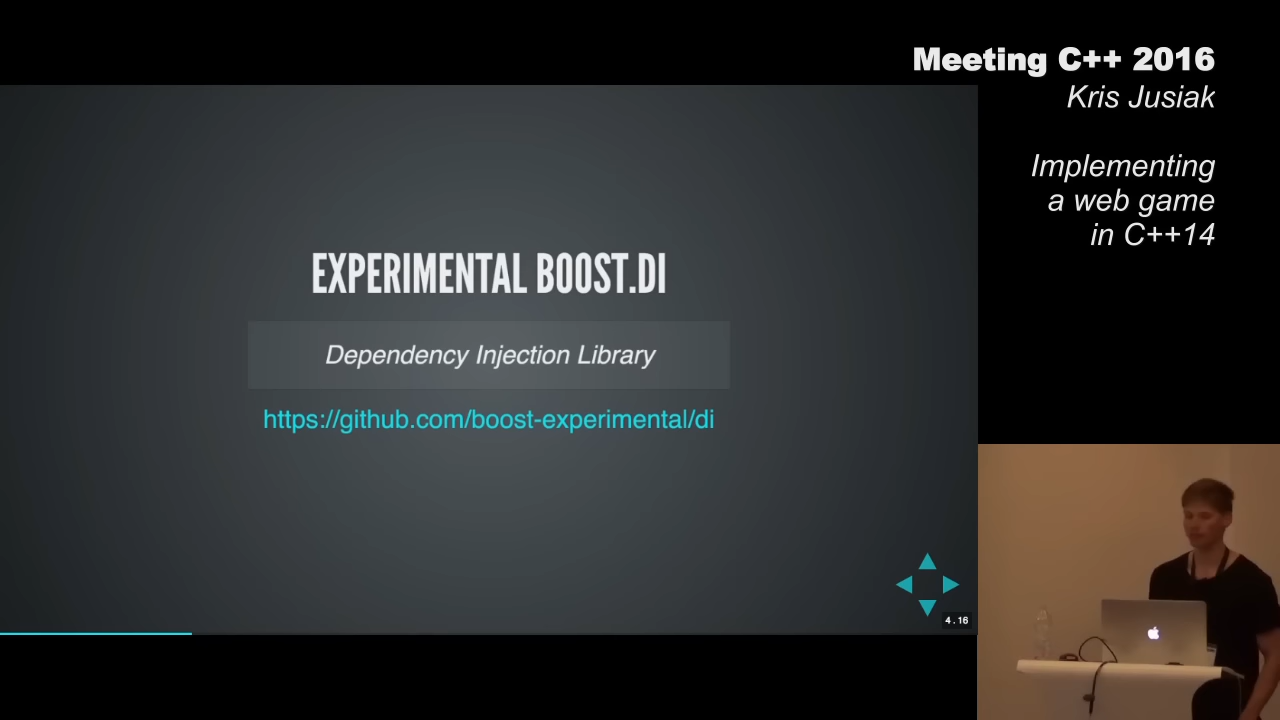 Meeting C++ 2016
Kris Jusiak
Implementing
a web game
in C++14
EXPERIMENTAL BOOST.DI
Dependency Injection Library
https://github.com/boost-experimental/di
4.16